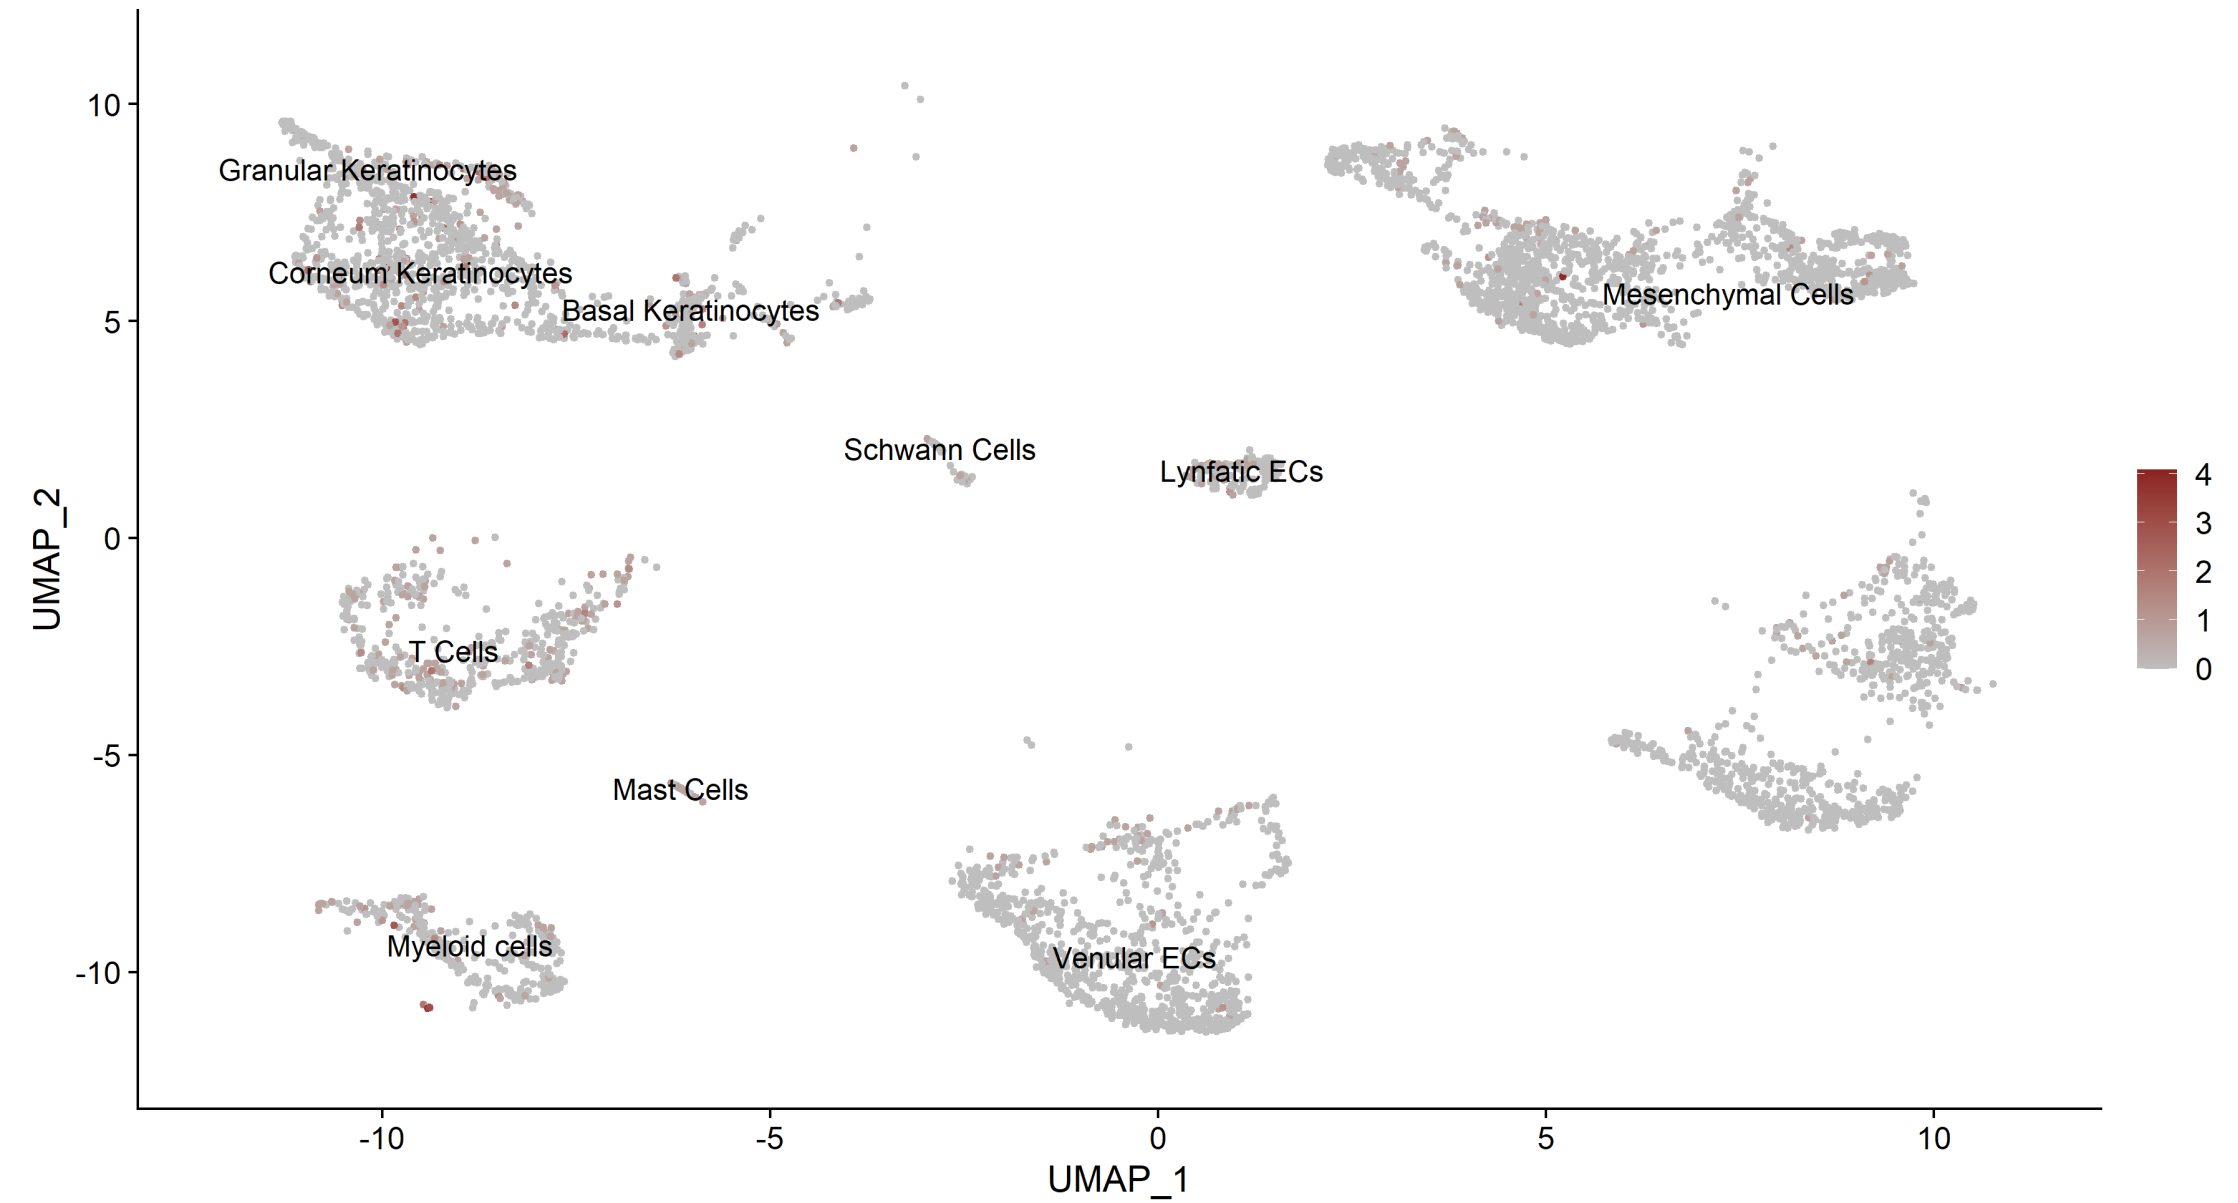 10
5
0
-5
-10
UMAP_2
Granular Keratinocytes
Corneum Keratinocytes
Basal Keratinocytes
Mesenchymal Cells
Schwann Cells
Lynfatic ECs
T Cells
Mast Cells
Myeloid cells
Venular ECs
4
3
2
1
0
-10
-5
0
5
10
UMAP_1